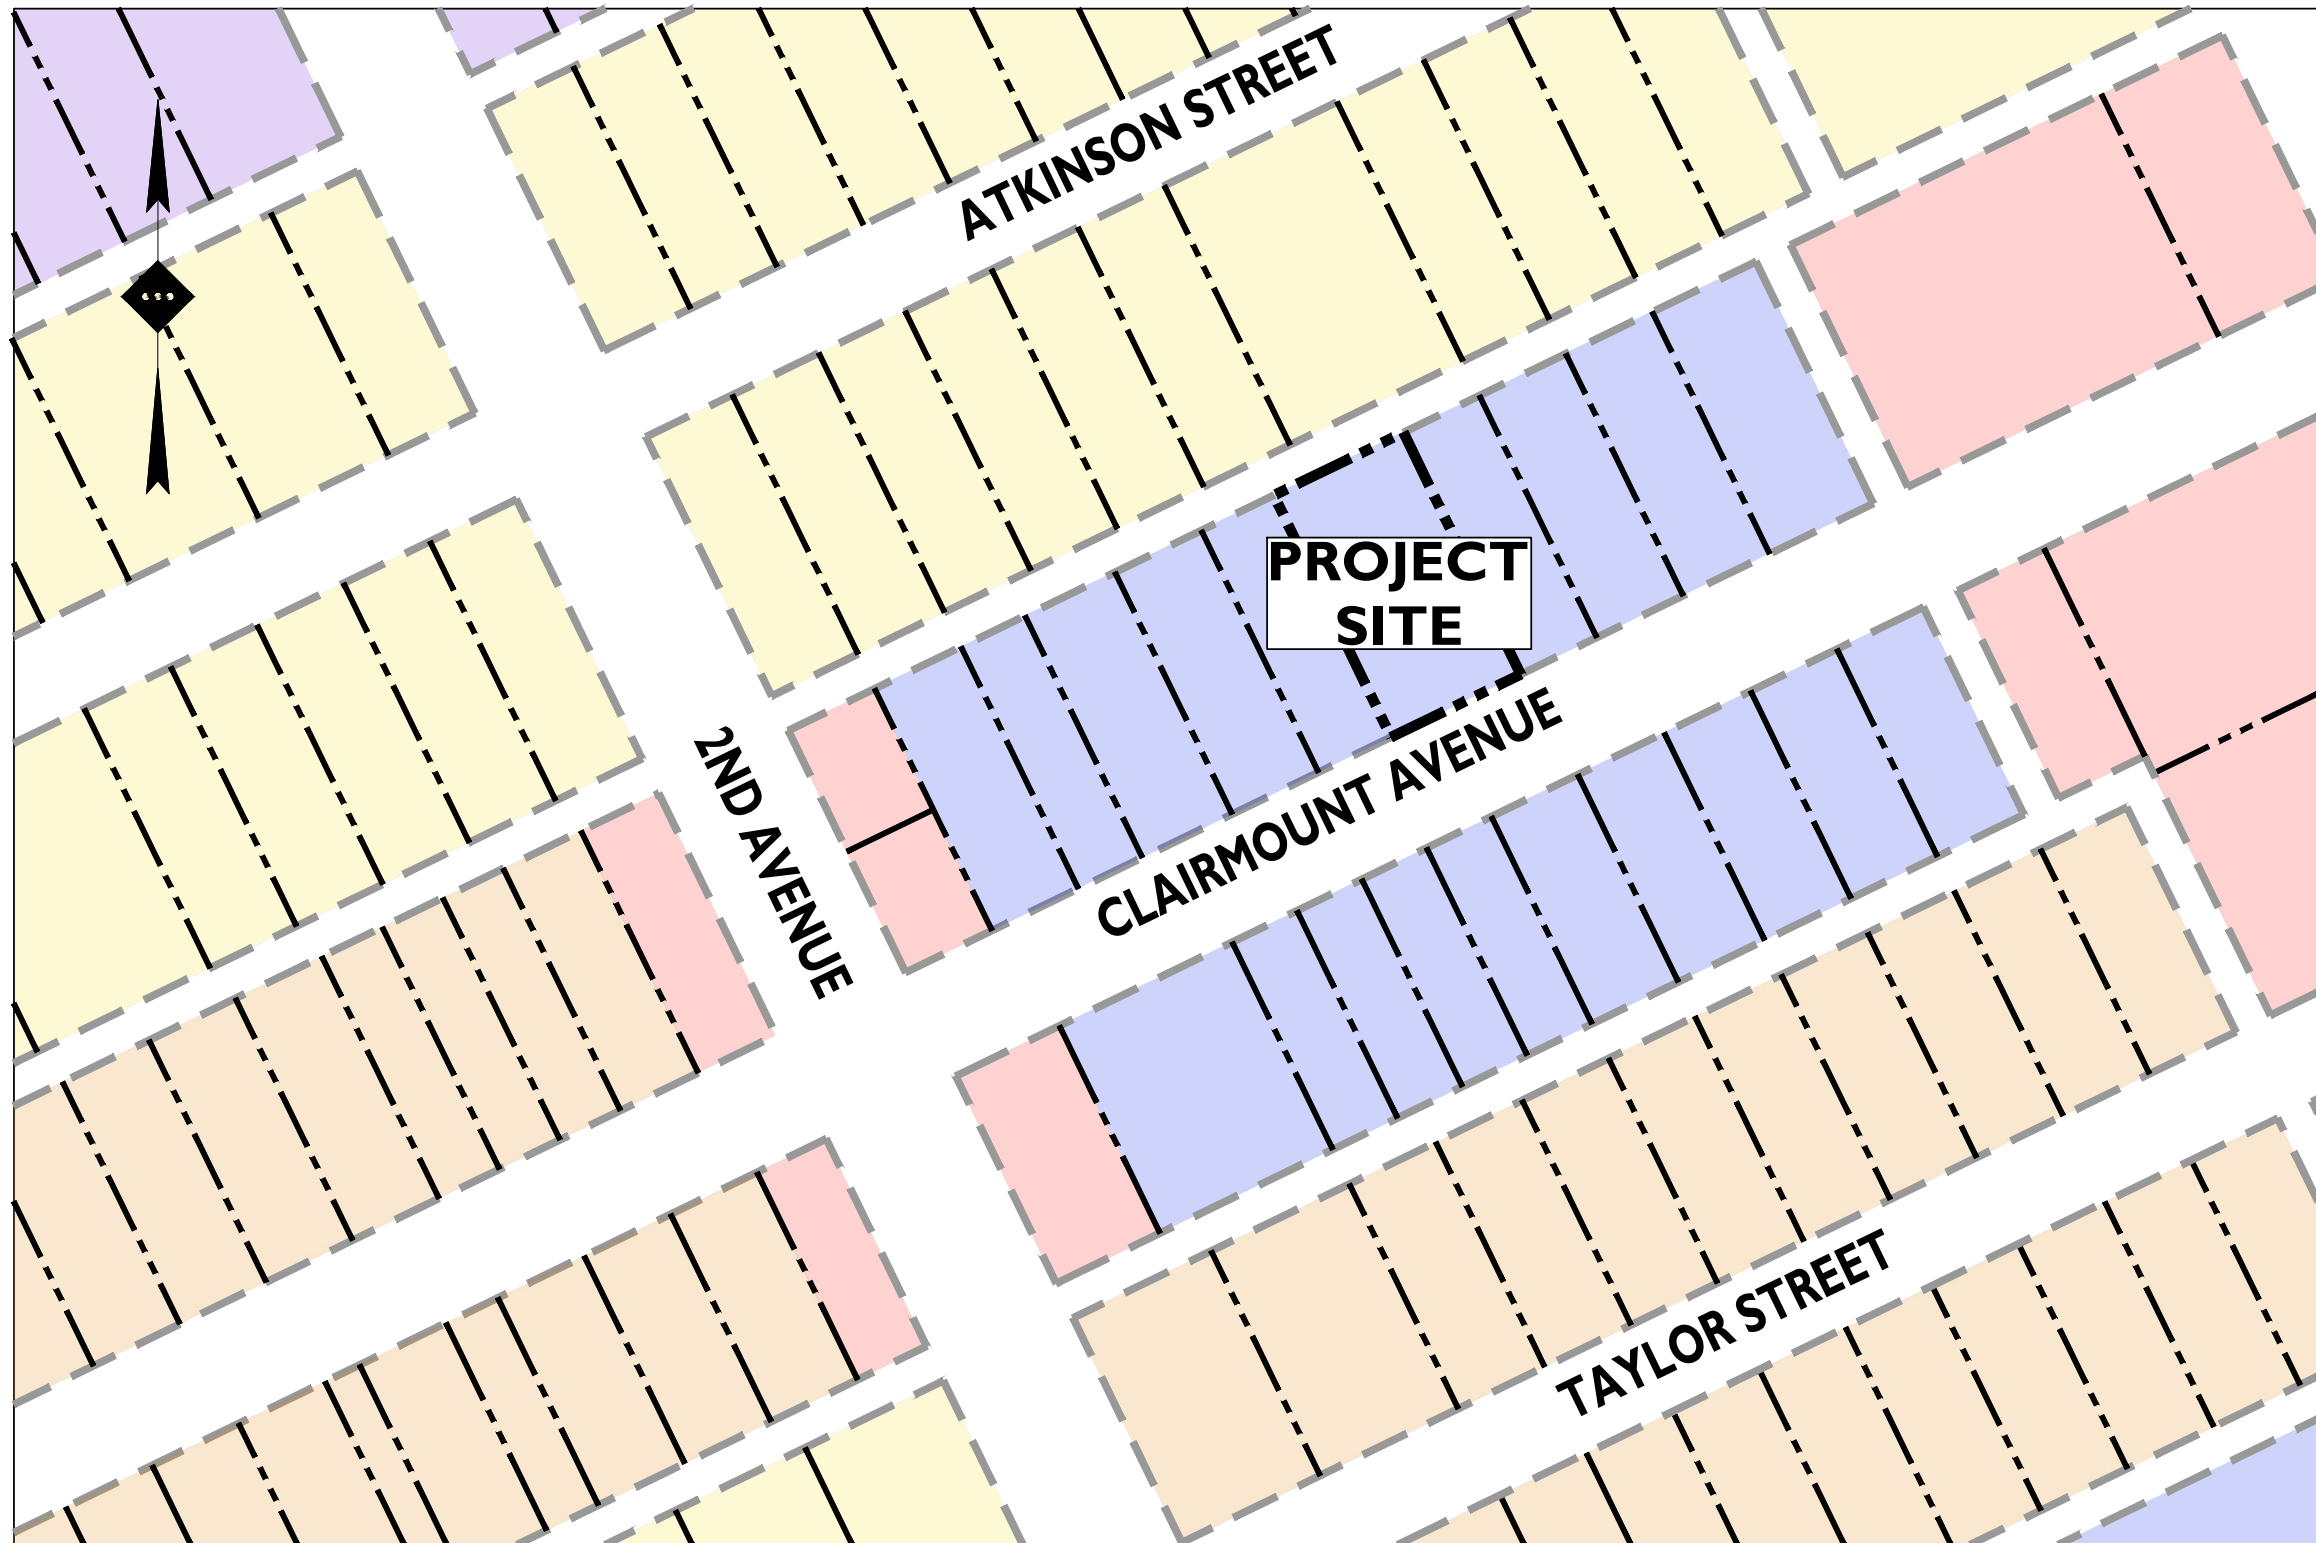 ATKINSON STREET
PROJECT
SITE
CLAIRMOUNT AVENUE
2ND AVENUE
TAYLOR STREET